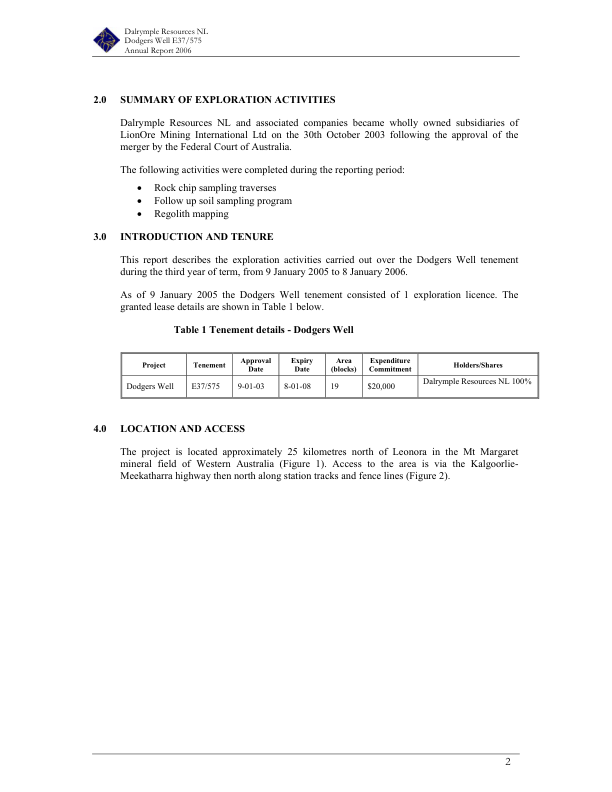 Dalrymple Resources NL
Dodgers Well E37/575
Annual Report 2006
2.0 SUMMARY OF EXPLORATION ACTIVITIES
Dalrymple Resources NL and associated companies became wholly owned subsidiaries of
LionOre Mining International Ltd on the 30th October 2003 following the approval of the
merger by the Federal Court of Australia.
The following activities were completed during the reporting period:
• Rock chip sampling traverses
• Follow up soil sampling program
• Regolith mapping
3.0 INTRODUCTION AND TENURE
This report describes the exploration activities carried out over the Dodgers Well tenement
during the third year of term, from 9 January 2005 to 8 January 2006.
As of 9 January 2005 the Dodgers Well tenement consisted of 1 exploration licence. The
granted lease details are shown in Table 1 below.
Table 1 Tenement details - Dodgers Well
Project Tenement Approval Date Expiry Date Area (blocks) Expenditure Commitment Holders/Shares
Dodgers Well E37/575 9-01-03 8-01-08 19 $20,000 Dalrymple Resources NL 100%
4.0 LOCATION AND ACCESS
The project is located approximately 25 kilometres north of Leonora in the Mt Margaret
mineral field of Western Australia (Figure 1). Access to the area is via the Kalgoorlie-
Meekatharra highway then north along station tracks and fence lines (Figure 2).
2